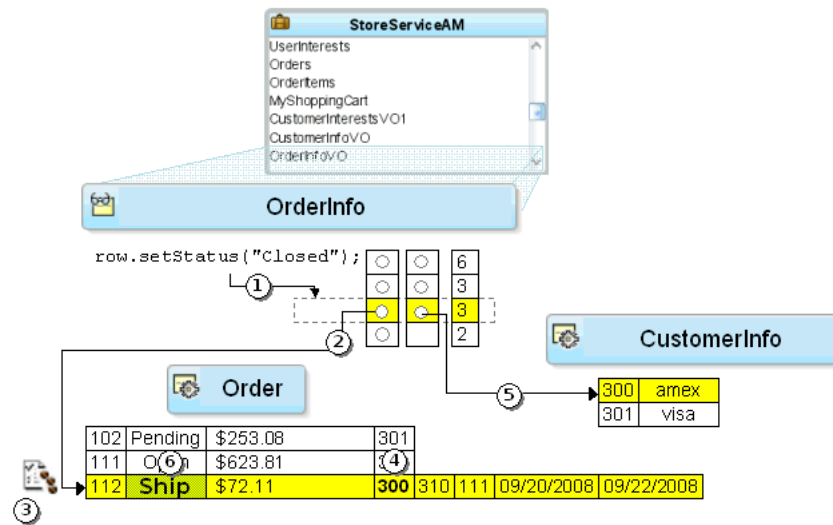 StoreServiceAM
UserInterests
Orders
OrderItems
MyShoppingCart
CustomerInterestsVO1
CustomerInfoVO
OrderInfoVO
OrderInfo
row.setStatus("Closed");
6
1
3
3
2
2
CustomerInfo
Order
5
300 amex
301 visa
102 Pending $253.08 301
111 6 $623.81 4
112 Ship $72.11 300 310 111 09/20/2008 09/22/2008
3